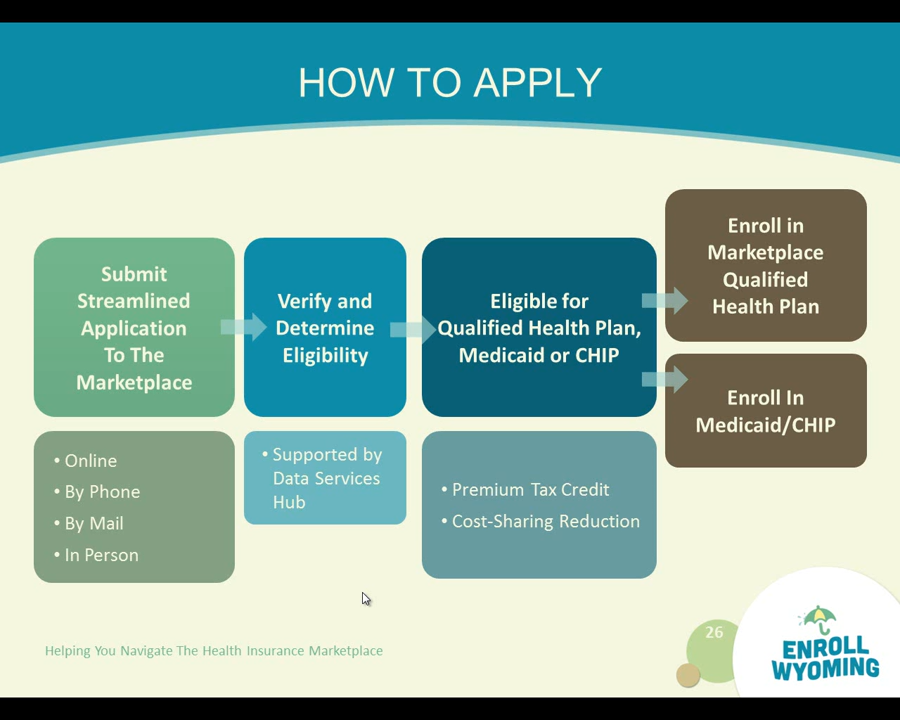 HOW TO APPLY
Submit
Streamlined
Application
To The
Marketplace
• Online
• By Phone
• By Mail
• In Person
Verify and
Determine
Eligibility
• Supported by
Data Services
Hub
Eligible for
Qualified Health Plan,
Medicaid or CHIP
• Premium Tax Credit
• Cost-Sharing Reduction
Enroll in
Marketplace
Qualified
Health Plan
Enroll In
Medicaid/CHIP
Helping You Navigate The Health Insurance Marketplace
26
ENROLL
WYOMING